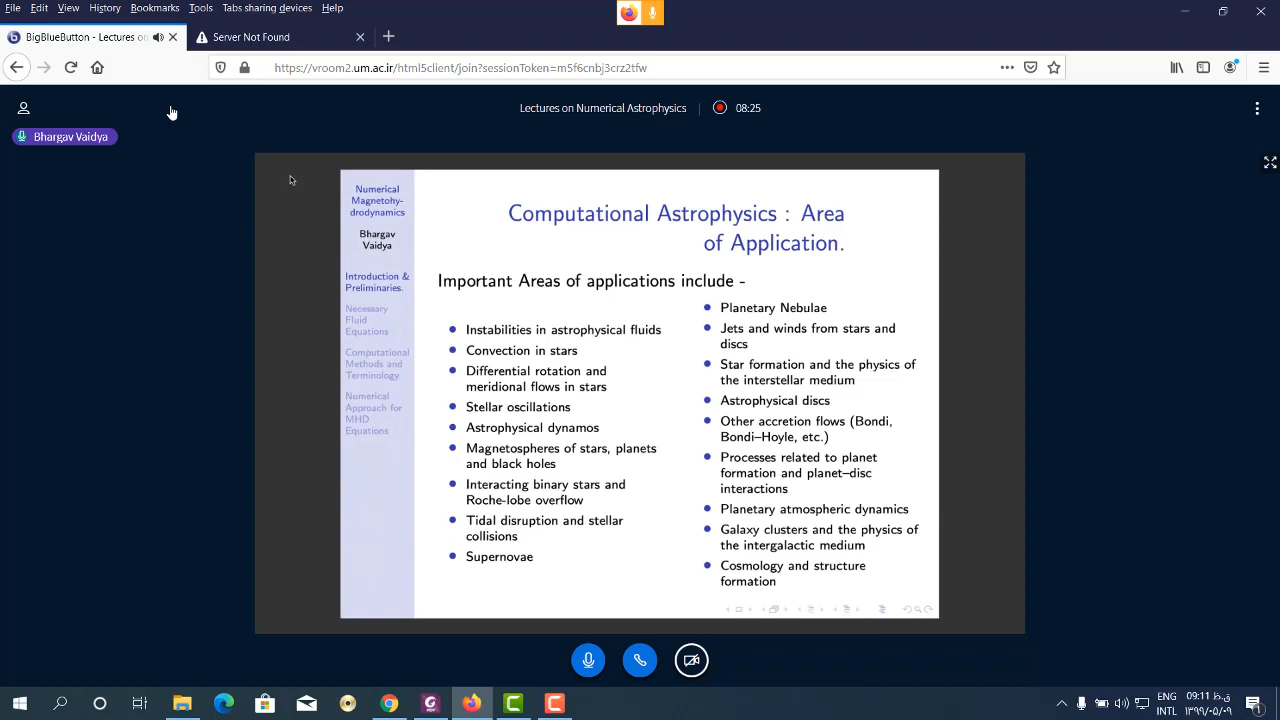 File Edit View History Bookmarks Tools Tab sharing devices Help
BigBlueButton - Lectures on
Server Not Found
https://vroom2.um.ac.ir/html5client/join?sessionToken=m5f6cnbj3crz2tfw
Lectures on Numerical Astrophysics
08:25
Bhargav Vaidya
Numerical
Magnetohy-
drodynamics
Bhargav
Vaidya
Introduction &
Preliminaries.
Necessary
Fluid
Equations
Computational
Methods and
Terminology
Numerical
Approach for
MHD
Equations
Computational Astrophysics : Area
of Application.
Important Areas of applications include -
Instabilities in astrophysical fluids
Convection in stars
Differential rotation and
meridional flows in stars
Stellar oscillations
Astrophysical dynamos
Magnetospheres of stars, planets
and black holes
Interacting binary stars and
Roche-lobe overflow
Tidal disruption and stellar
collisions
Supernovae
Planetary Nebulae
Jets and winds from stars and
discs
Star formation and the physics of
the interstellar medium
Astrophysical discs
Other accretion flows (Bondi,
Bondi–Hoyle, etc.)
Processes related to planet
formation and planet–disc
interactions
Planetary atmospheric dynamics
Galaxy clusters and the physics of
the intergalactic medium
Cosmology and structure
formation
ENG
INTL
09:11 ق.ظ
۱۳۹۹/۰۵/۰۹